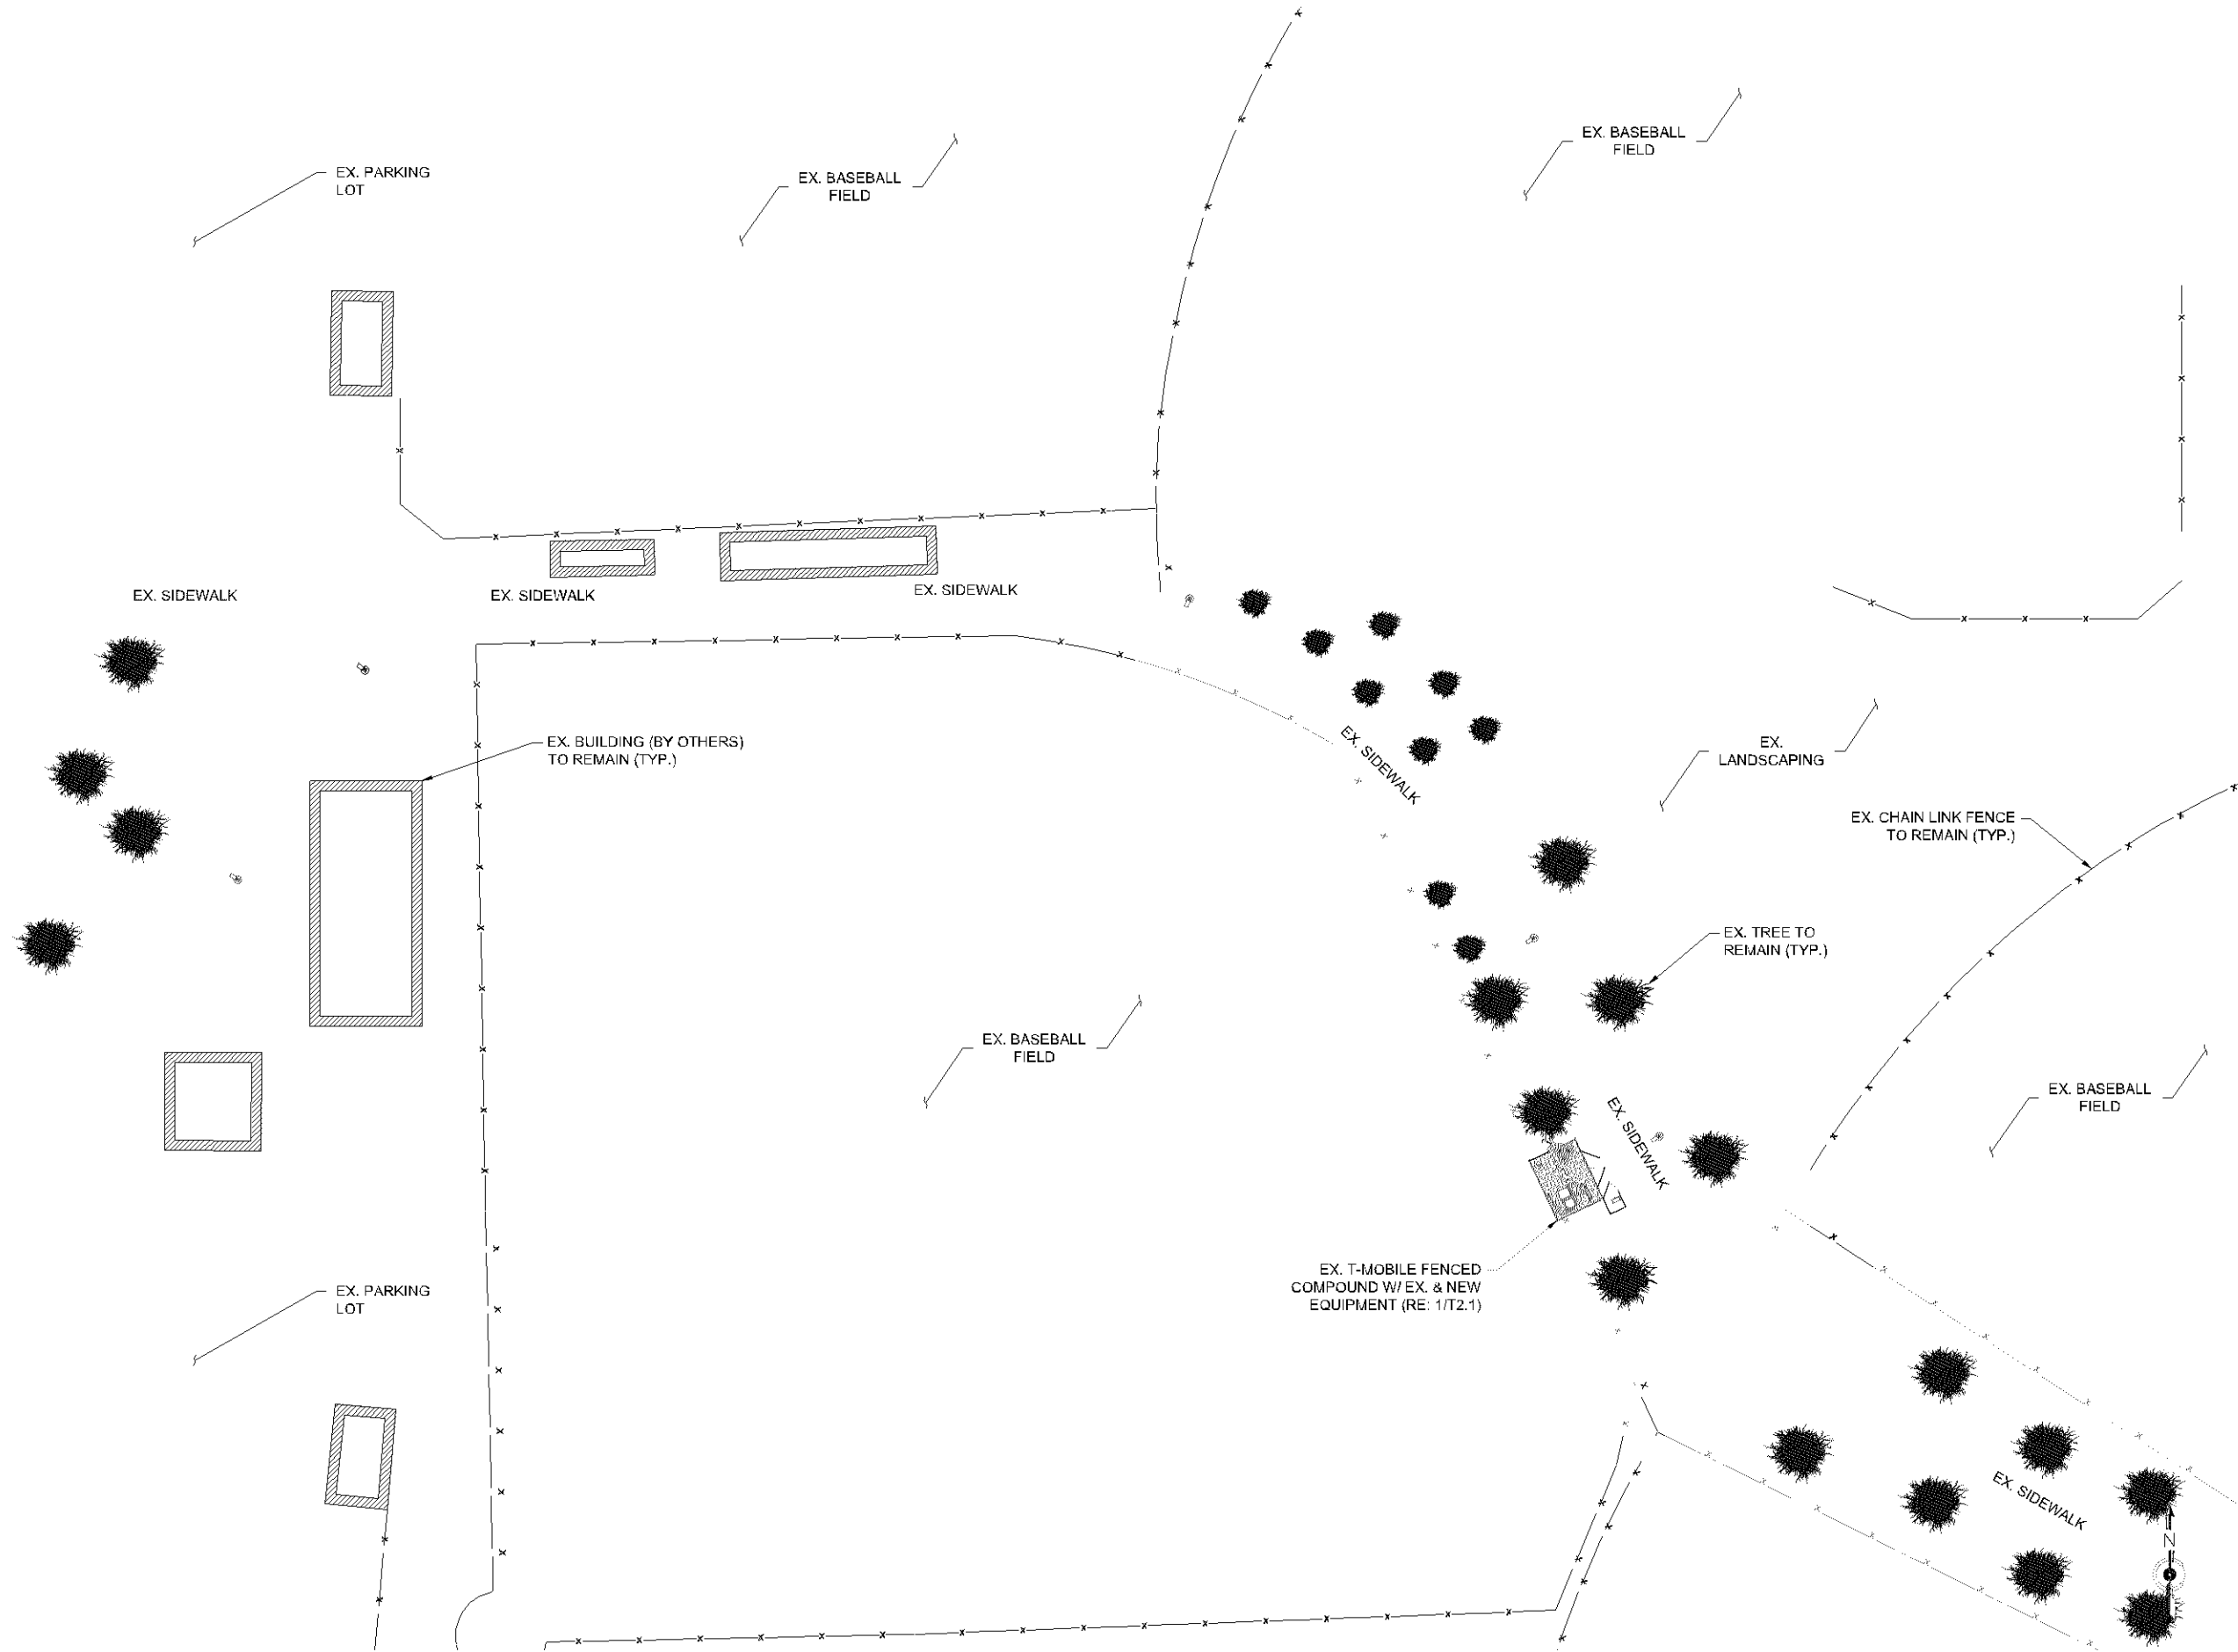 EX. BASEBALL
FIELD
EX. PARKING
LOT
EX. BASEBALL
FIELD
EX. SIDEWALK
EX. SIDEWALK
EX. SIDEWALK
EX. BUILDING (BY OTHERS)
TO REMAIN (TYP.)
EX. SIDEWALK
EX.
LANDSCAPING
EX. CHAIN LINK FENCE
TO REMAIN (TYP.)
EX. TREE TO
REMAIN (TYP.)
EX. BASEBALL
FIELD
EX. BASEBALL
FIELD
EX. SIDEWALK
EX. T-MOBILE FENCED
COMPOUND W/ EX. & NEW
EQUIPMENT (RE: 1/T2.1)
EX. PARKING
LOT
EX. SIDEWALK
N